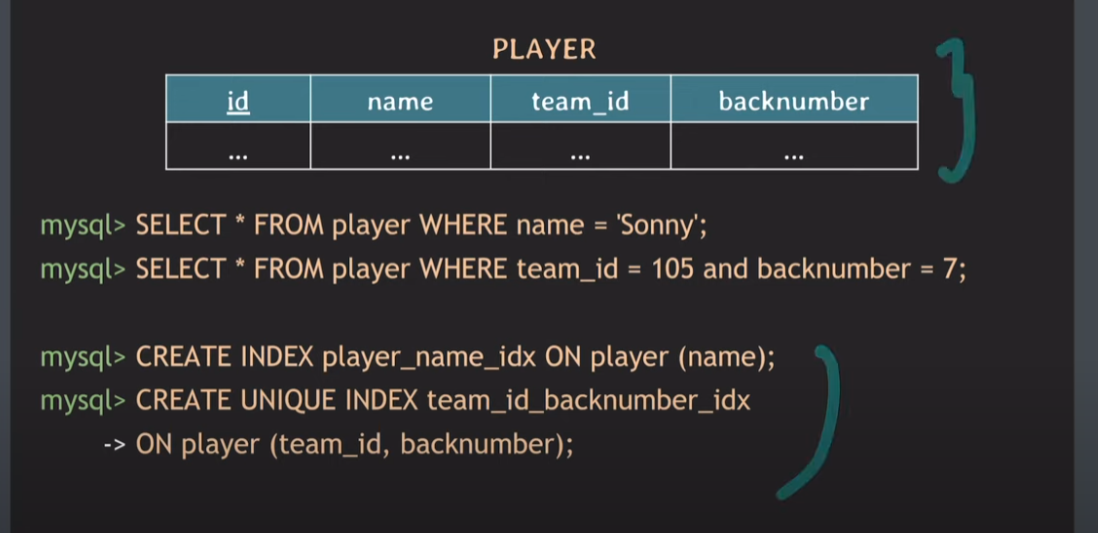 PLAYER
id name team_id backnumber
... ... ... ...
mysql> SELECT * FROM player WHERE name = 'Sonny';
mysql> SELECT * FROM player WHERE team_id = 105 and backnumber = 7;
mysql> CREATE INDEX player_name_idx ON player (name);
mysql> CREATE UNIQUE INDEX team_id_backnumber_idx
-> ON player (team_id, backnumber);